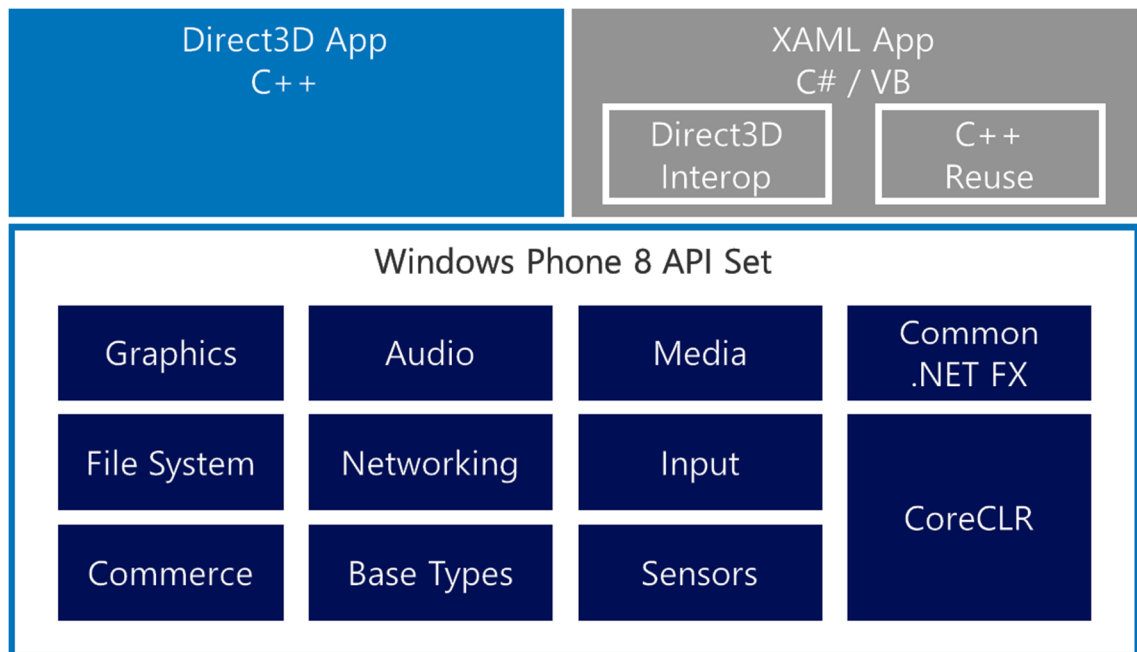 Direct3D App
C++
XAML App
C# / VB
Direct3D
Interop
C++
Reuse
Windows Phone 8 API Set
Graphics
Audio
Media
Common
.NET FX
File System
Networking
Input
CoreCLR
Commerce
Base Types
Sensors